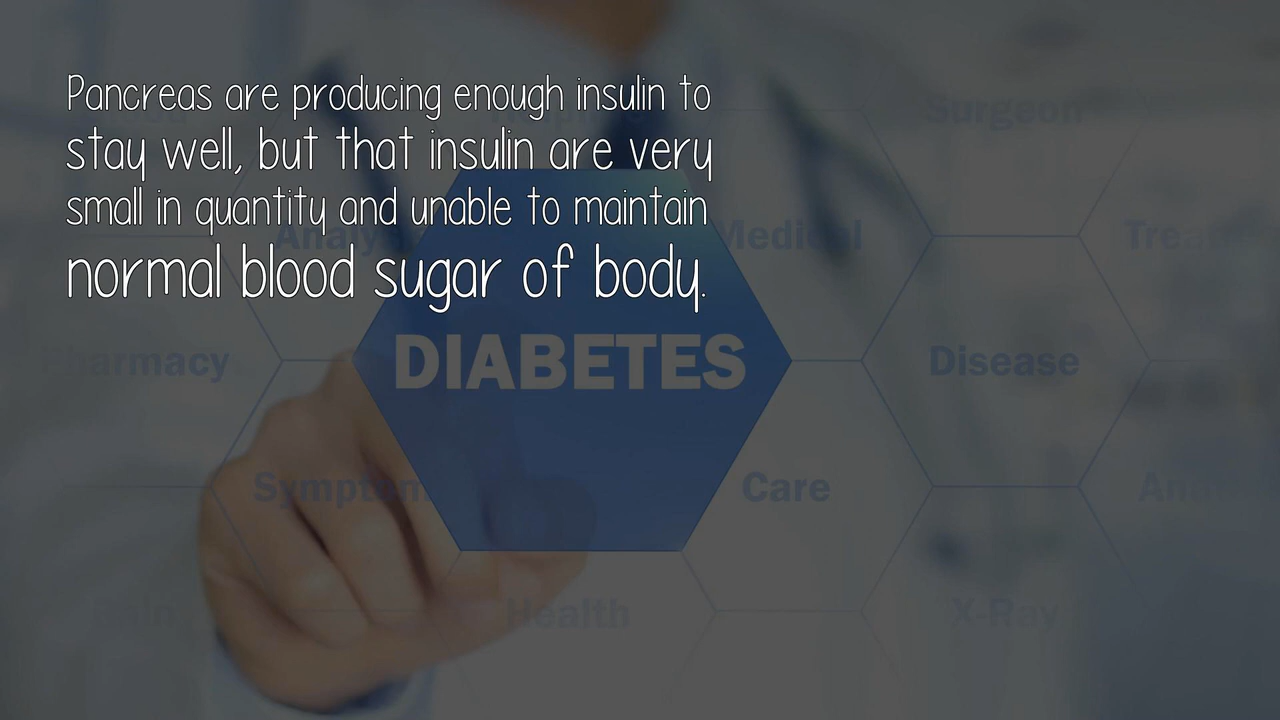 Pancreas are producing enough insulin to
stay well, but that insulin are very
small in quantity and unable to maintain
normal blood sugar of body.
Surgeon
Medical
DIABETES
Disease
Symptom
Care
Health
X-Ray